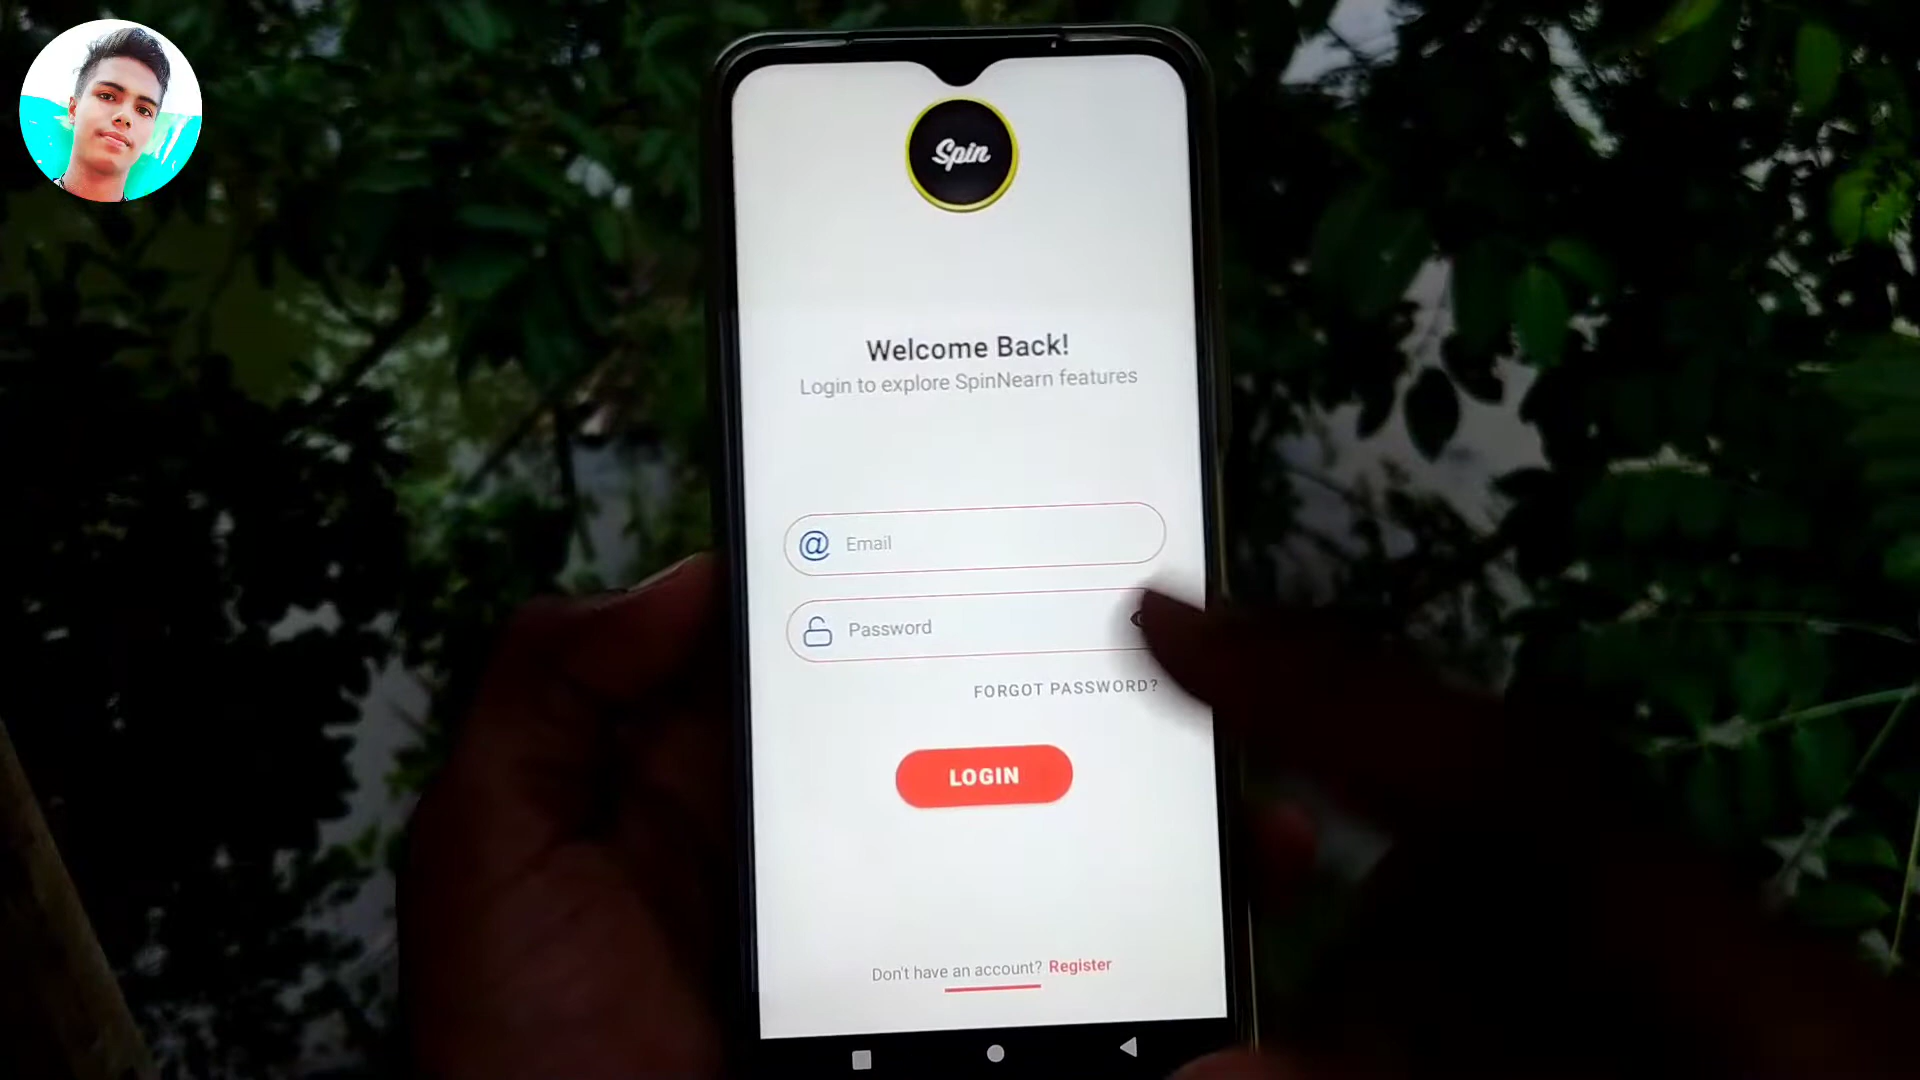 Spin
Welcome Back!
Login to explore SpinNearn features
@ Email
Password
FORGOT PASSWORD?
LOGIN
Don't have an account? Register